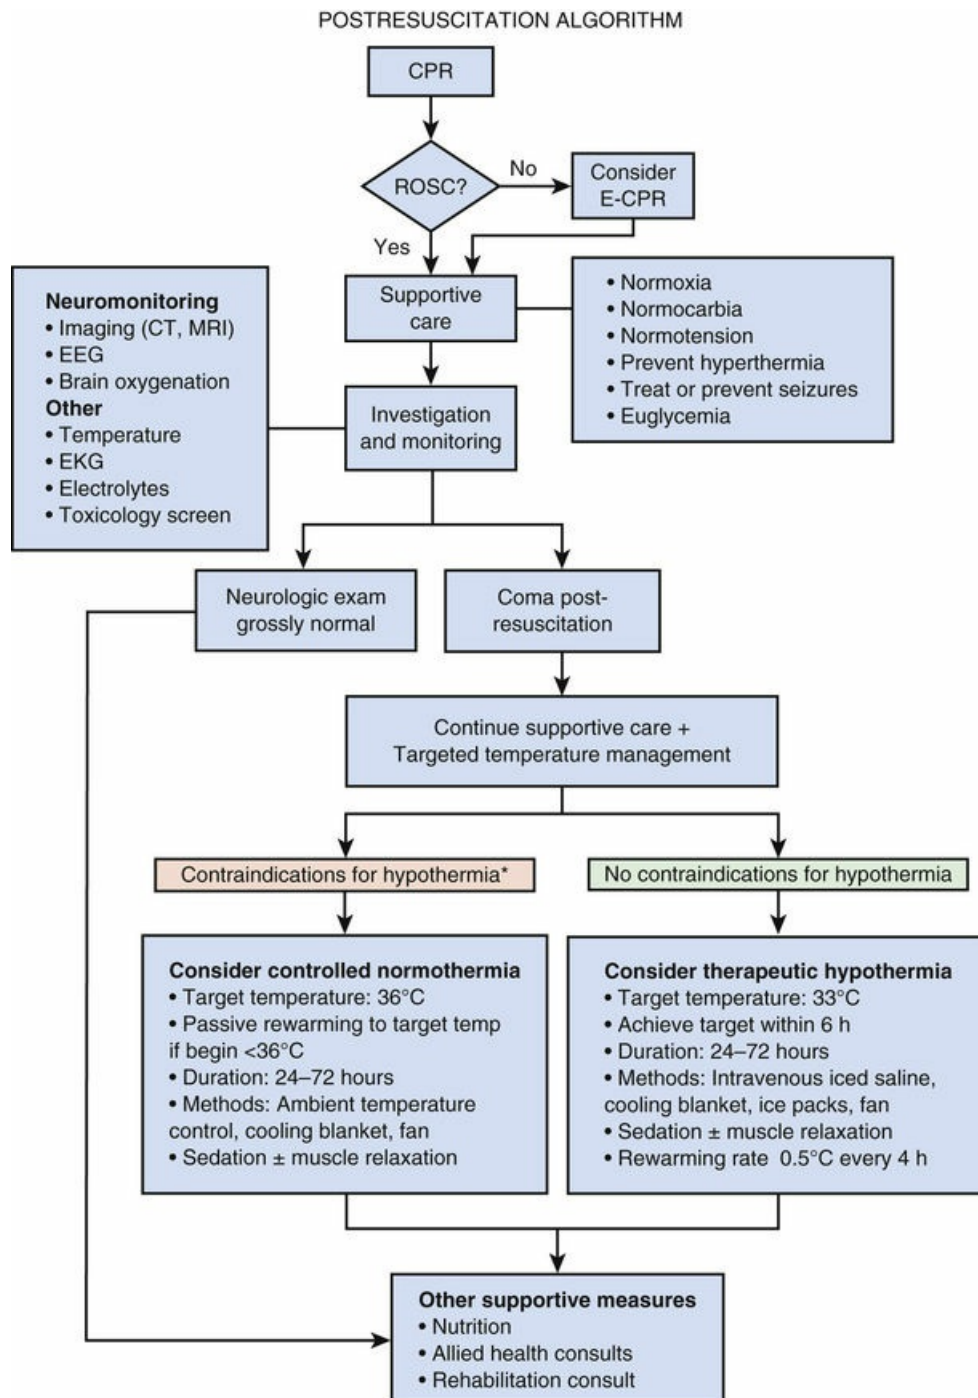 POSTRESUSCITATION ALGORITHM
CPR
ROSC?
No
Consider
E-CPR
Yes
Supportive
care
• Normoxia
• Normocarbia
• Normotension
• Prevent hyperthermia
• Treat or prevent seizures
• Euglycemia
Neuromonitoring
• Imaging (CT, MRI)
• EEG
• Brain oxygenation
Other
• Temperature
• EKG
• Electrolytes
• Toxicology screen
Investigation
and monitoring
Neurologic exam
grossly normal
Coma post-
resuscitation
Continue supportive care +
Targeted temperature management
Contraindications for hypothermia*
No contraindications for hypothermia
Consider controlled normothermia
• Target temperature: 36°C
• Passive rewarming to target temp
if begin <36°C
• Duration: 24–72 hours
• Methods: Ambient temperature
control, cooling blanket, fan
• Sedation ± muscle relaxation
Consider therapeutic hypothermia
• Target temperature: 33°C
• Achieve target within 6 h
• Duration: 24–72 hours
• Methods: Intravenous iced saline,
cooling blanket, ice packs, fan
• Sedation ± muscle relaxation
• Rewarming rate 0.5°C every 4 h
Other supportive measures
• Nutrition
• Allied health consults
• Rehabilitation consult